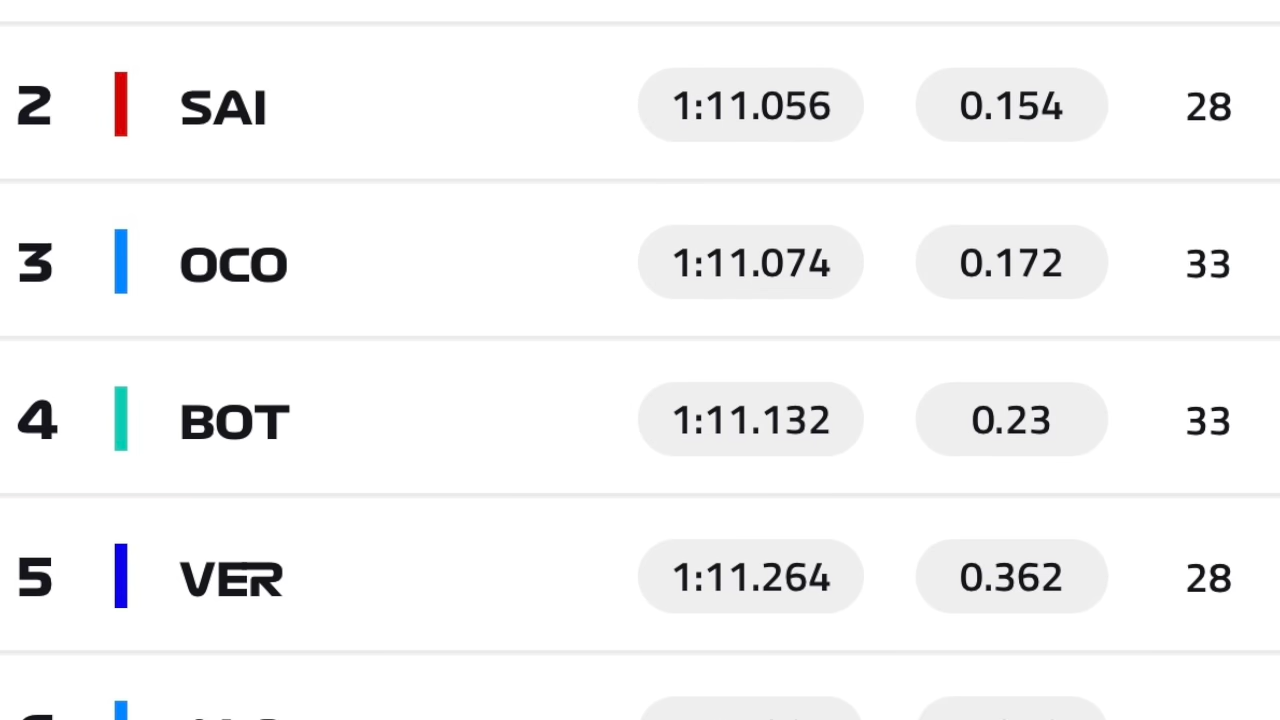 2 SAI 1:11.056 0.154 28
3 OCO 1:11.074 0.172 33
4 BOT 1:11.132 0.23 33
5 VER 1:11.264 0.362 28